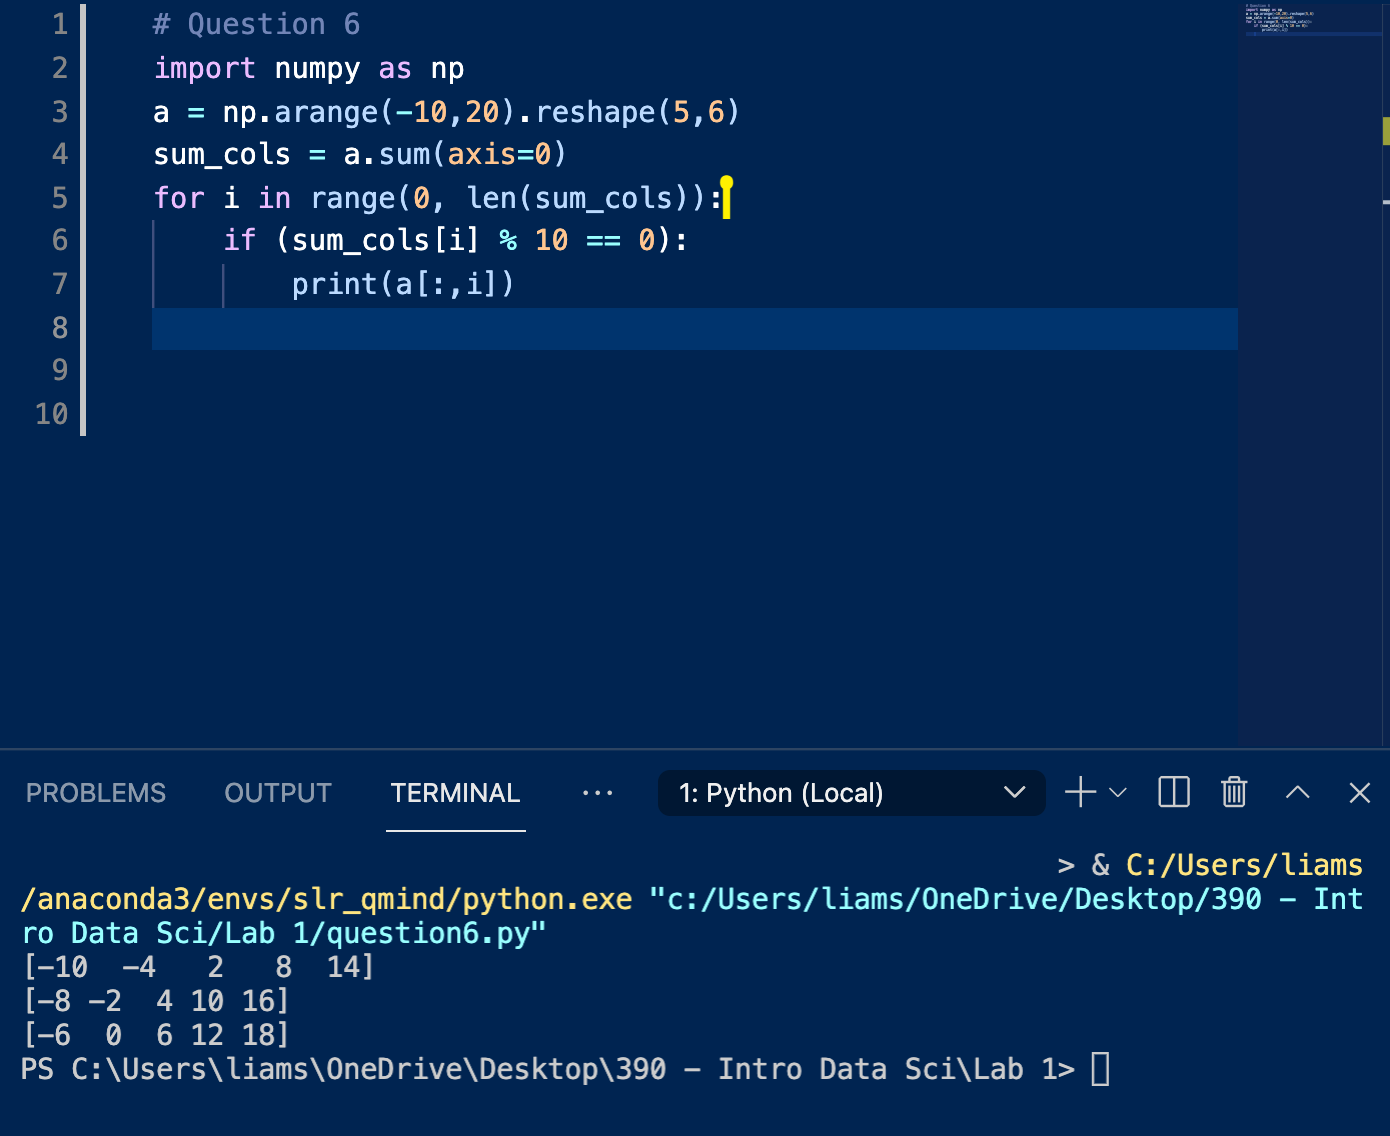 1 # Question 6
2 import numpy as np
3 a = np.arange(-10,20).reshape(5,6)
4 sum_cols = a.sum(axis=0)
5 for i in range(0, len(sum_cols)):
6     if (sum_cols[i] % 10 == 0):
7         print(a[:,i])
8
9
10
PROBLEMS OUTPUT TERMINAL ··· 1: Python (Local)
> & C:/Users/liams
/anaconda3/envs/slr_qmind/python.exe "c:/Users/liams/OneDrive/Desktop/390 - Int
ro Data Sci/Lab 1/question6.py"
[-10  -4   2   8  14]
[-8 -2  4 10 16]
[-6  0  6 12 18]
PS C:\Users\liams\OneDrive\Desktop\390 - Intro Data Sci\Lab 1>